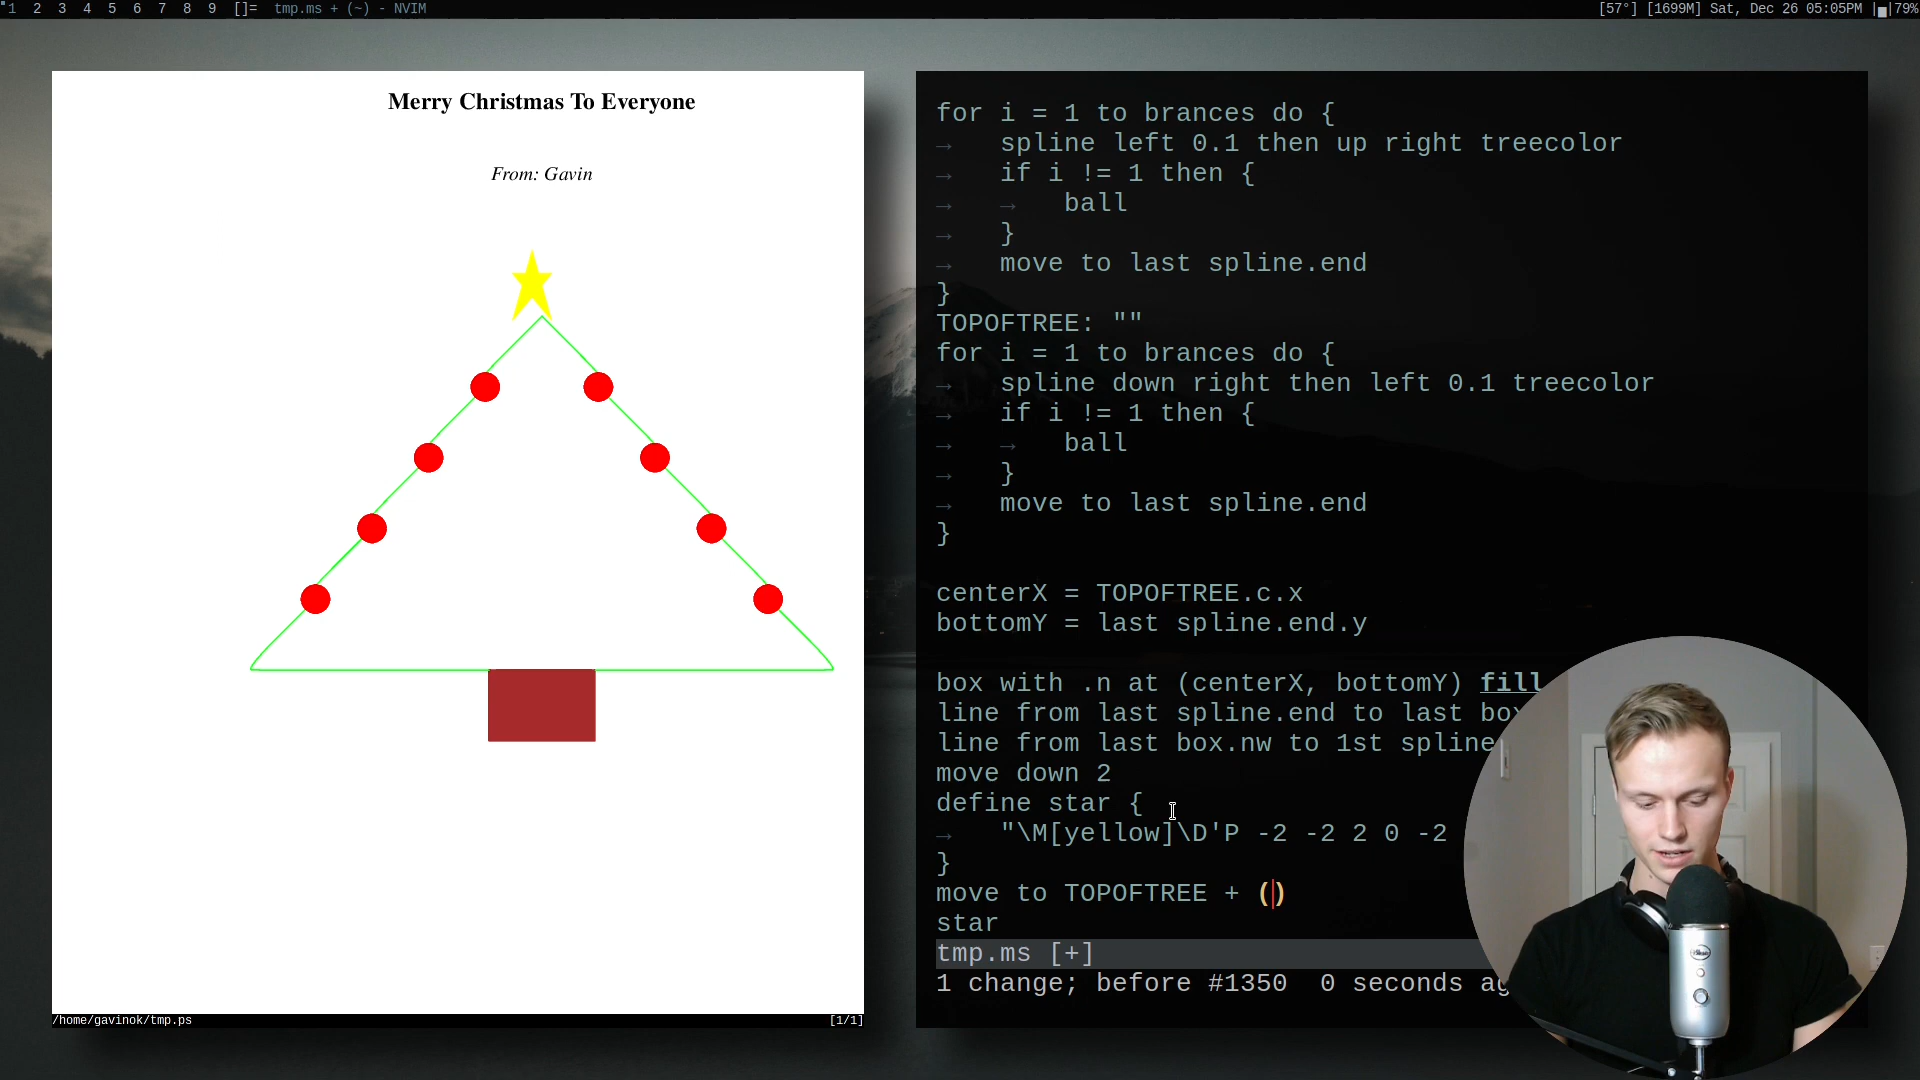 1 2 3 4 5 6 7 8 9 []= tmp.ms + (~) - NVIM
[57°] [1699M] Sat, Dec 26 05:05PM |▄|79%
Merry Christmas To Everyone
From: Gavin
/home/gavinok/tmp.ps [1/1]
for i = 1 to brances do {
→ spline left 0.1 then up right treecolor
→ if i != 1 then {
→ → ball
→ }
→ move to last spline.end
}
TOPOFTREE: ""
for i = 1 to brances do {
→ spline down right then left 0.1 treecolor
→ if i != 1 then {
→ → ball
→ }
→ move to last spline.end
}
centerX = TOPOFTREE.c.x
bottomY = last spline.end.y
box with .n at (centerX, bottomY) fill
line from last spline.end to last box
line from last box.nw to 1st spline
move down 2
define star {
→ "\M[yellow]\D'P -2 -2 2 0 -2
}
move to TOPOFTREE + ()
star
tmp.ms [+]
1 change; before #1350 0 seconds ag